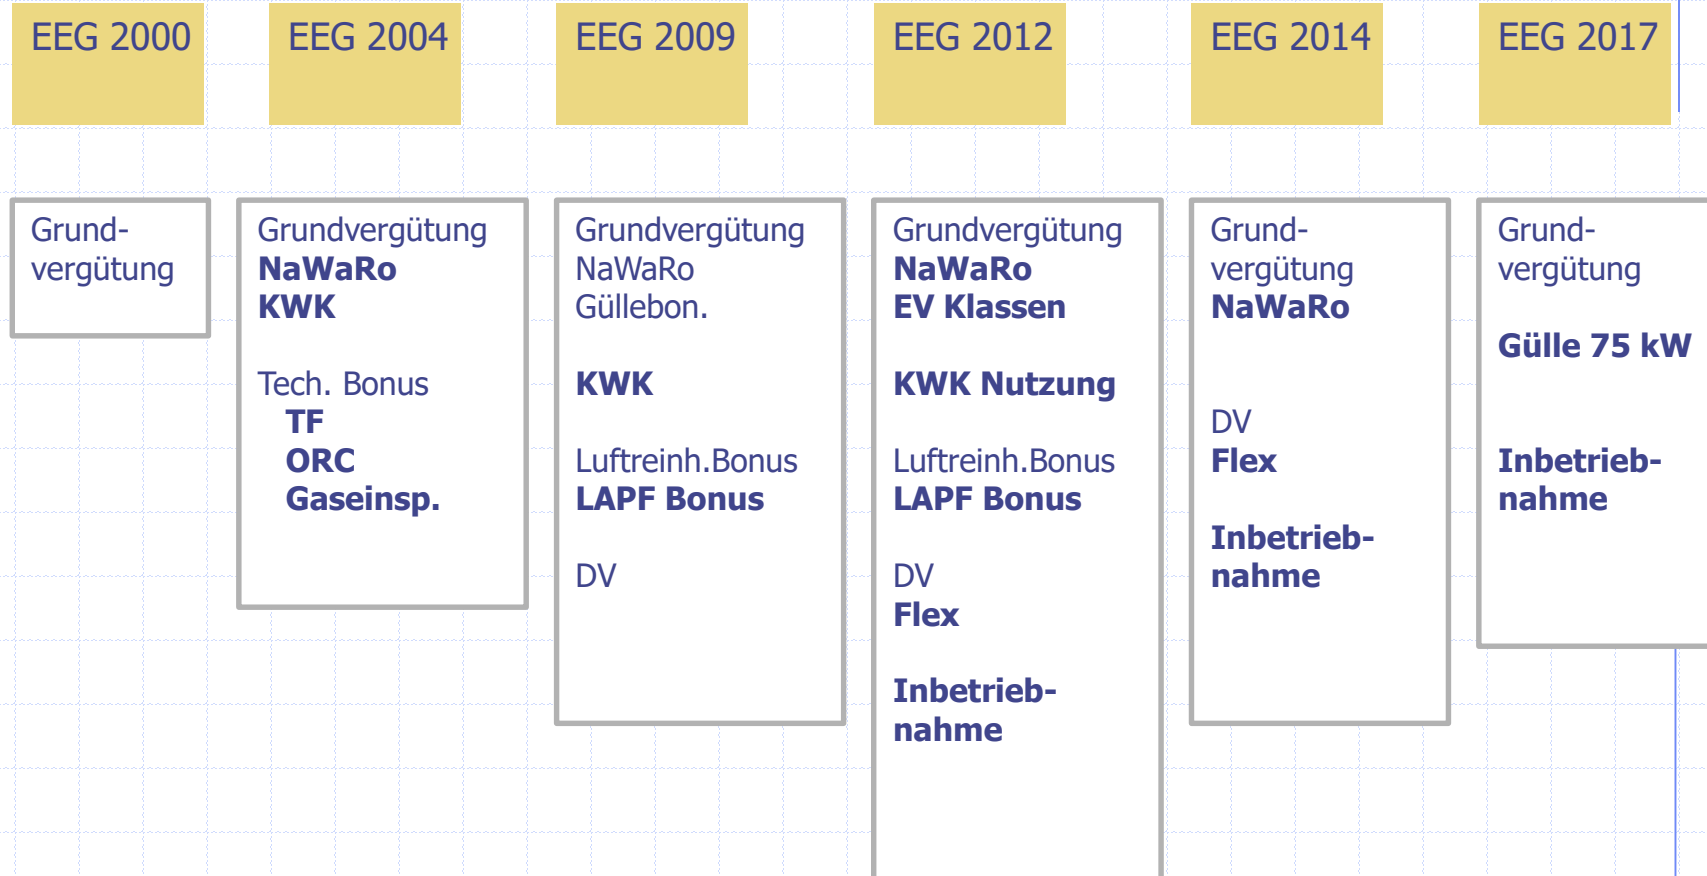 EEG 2000
EEG 2004
EEG 2009
EEG 2012
EEG 2014
EEG 2017
Grund-
vergütung
Grundvergütung
NaWaRo
KWK
Tech. Bonus
TF
ORC
Gaseinsp.
Grundvergütung
NaWaRo
Güllebon.
KWK
Luftreinh.Bonus
LAPF Bonus
DV
Grundvergütung
NaWaRo
EV Klassen
KWK Nutzung
Luftreinh.Bonus
LAPF Bonus
DV
Flex
Inbetrieb-
nahme
Grund-
vergütung
NaWaRo
DV
Flex
Inbetrieb-
nahme
Grund-
vergütung
Gülle 75 kW
Inbetrieb-
nahme